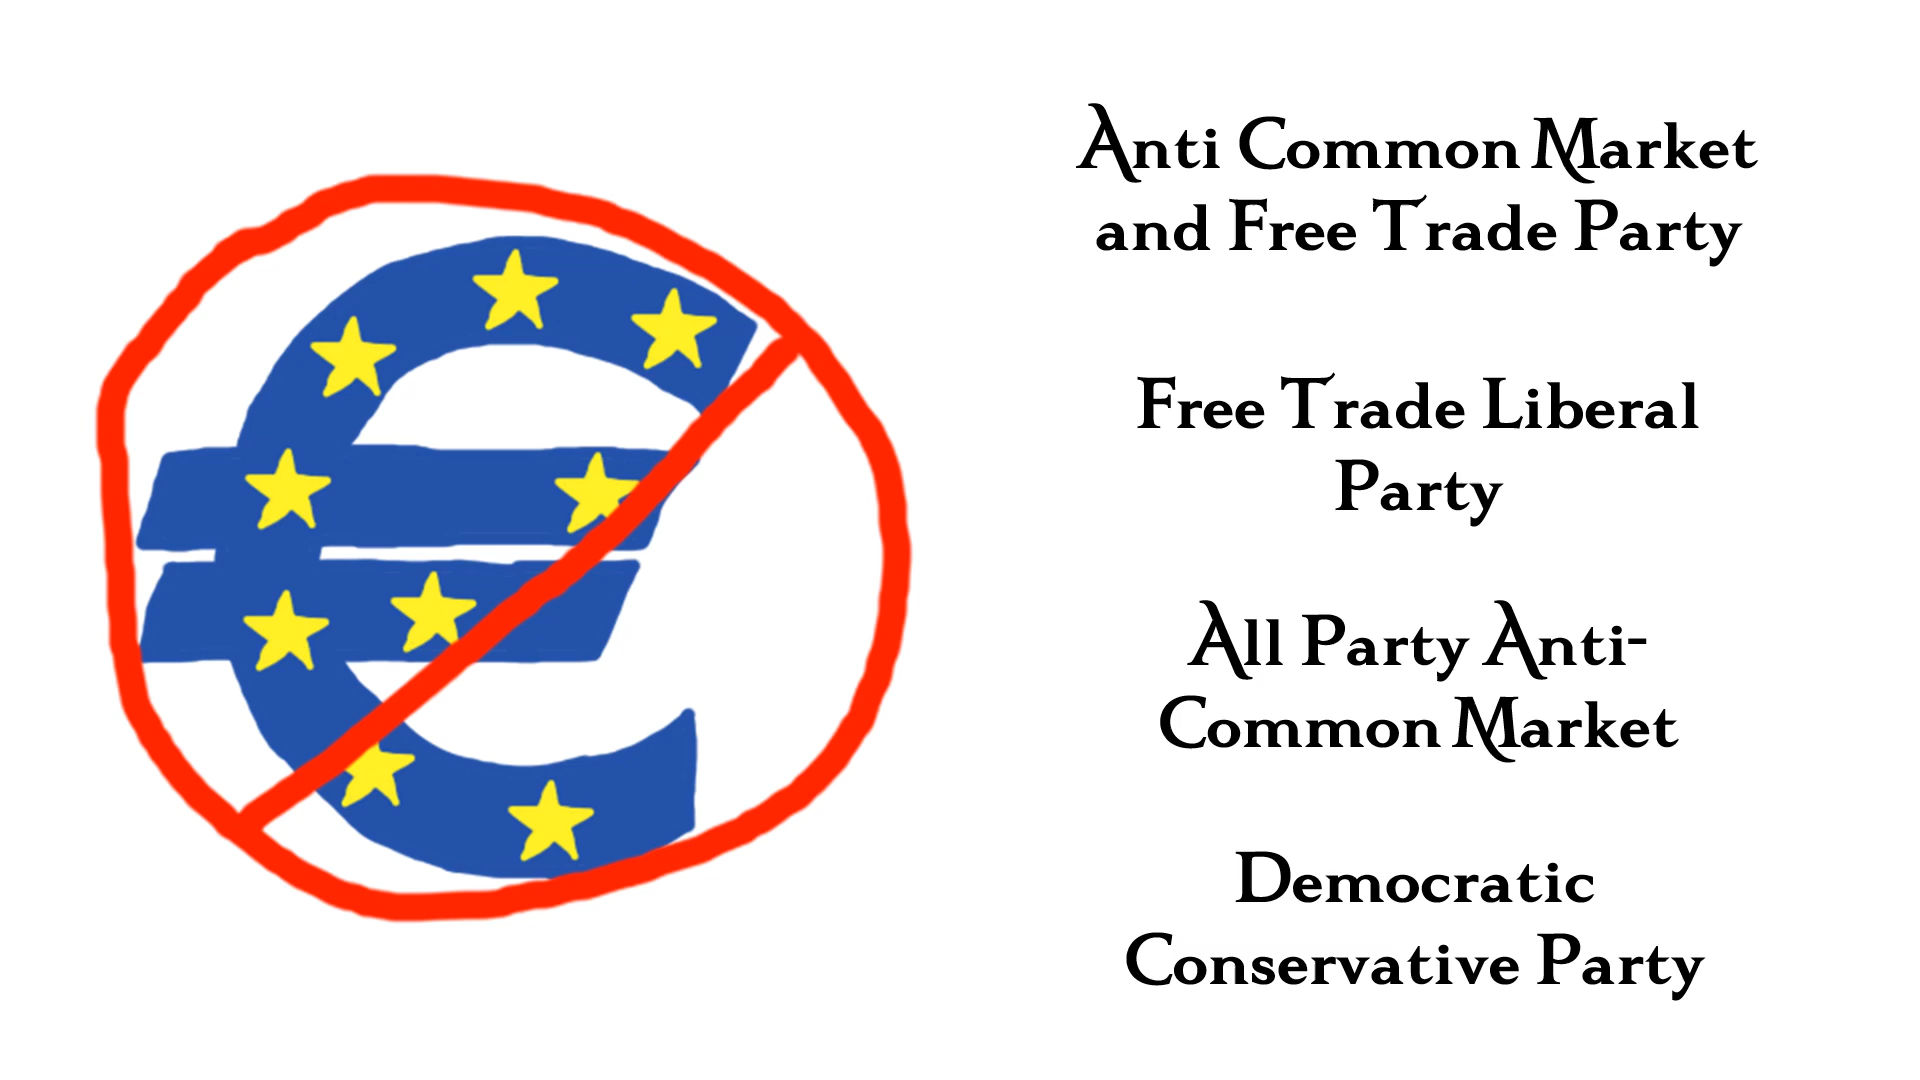 Anti Common Market
and Free Trade Party
Free Trade Liberal
Party
All Party Anti-
Common Market
Democratic
Conservative Party